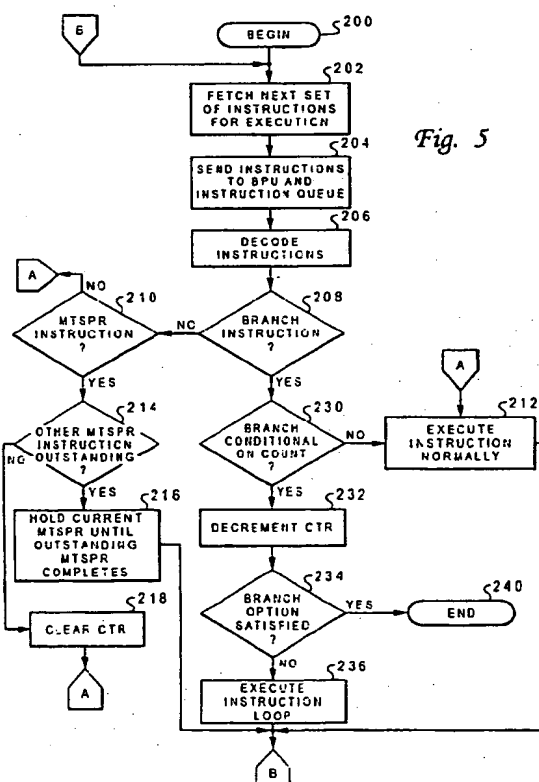 B
BEGIN
200
202
FETCH NEXT SET
OF INSTRUCTIONS
FOR EXECUTION
Fig. 5
204
SEND INSTRUCTIONS
TO BPU AND
INSTRUCTION QUEUE
206
DECODE
INSTRUCTIONS
A
NO
210
MTSPR
INSTRUCTION
?
NO
208
BRANCH
INSTRUCTION
?
YES
YES
A
214
OTHER MTSPR
INSTRUCTION
OUTSTANDING
?
NO
YES
230
BRANCH
CONDITIONAL
ON COUNT
?
NO
YES
212
EXECUTE
INSTRUCTION
NORMALLY
216
HOLD CURRENT
MTSPR UNTIL
OUTSTANDING
MTSPR
COMPLETES
232
DECREMENT CTR
218
CLEAR CTR
A
234
BRANCH
OPTION
SATISFIED
?
YES
NO
240
END
236
EXECUTE
INSTRUCTION
LOOP
B